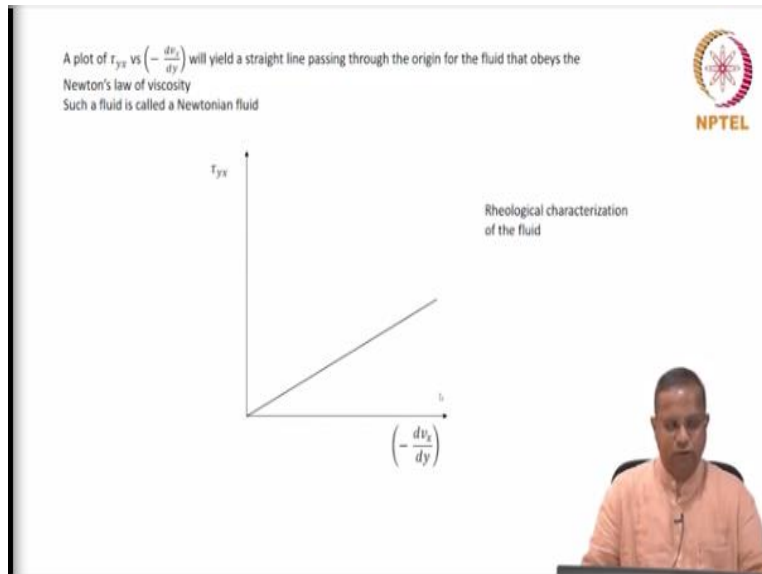 A plot of τyx vs (− dvx/dy) will yield a straight line passing through the origin for the fluid that obeys the
Newton's law of viscosity
Such a fluid is called a Newtonian fluid
NPTEL
τyx
Rheological characterization
of the fluid
(− dvx/dy)